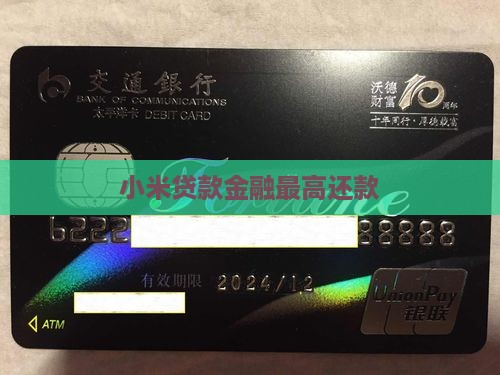 交通銀行
BANK OF COMMUNICATIONS
太平洋卡 DEBIT CARD
沃德
财富
10
周年
十年同行·厚德载富
Fortune
小米贷款金融最高还款
6222
88888
有效期限 2024/12
ATM
UnionPay
银联